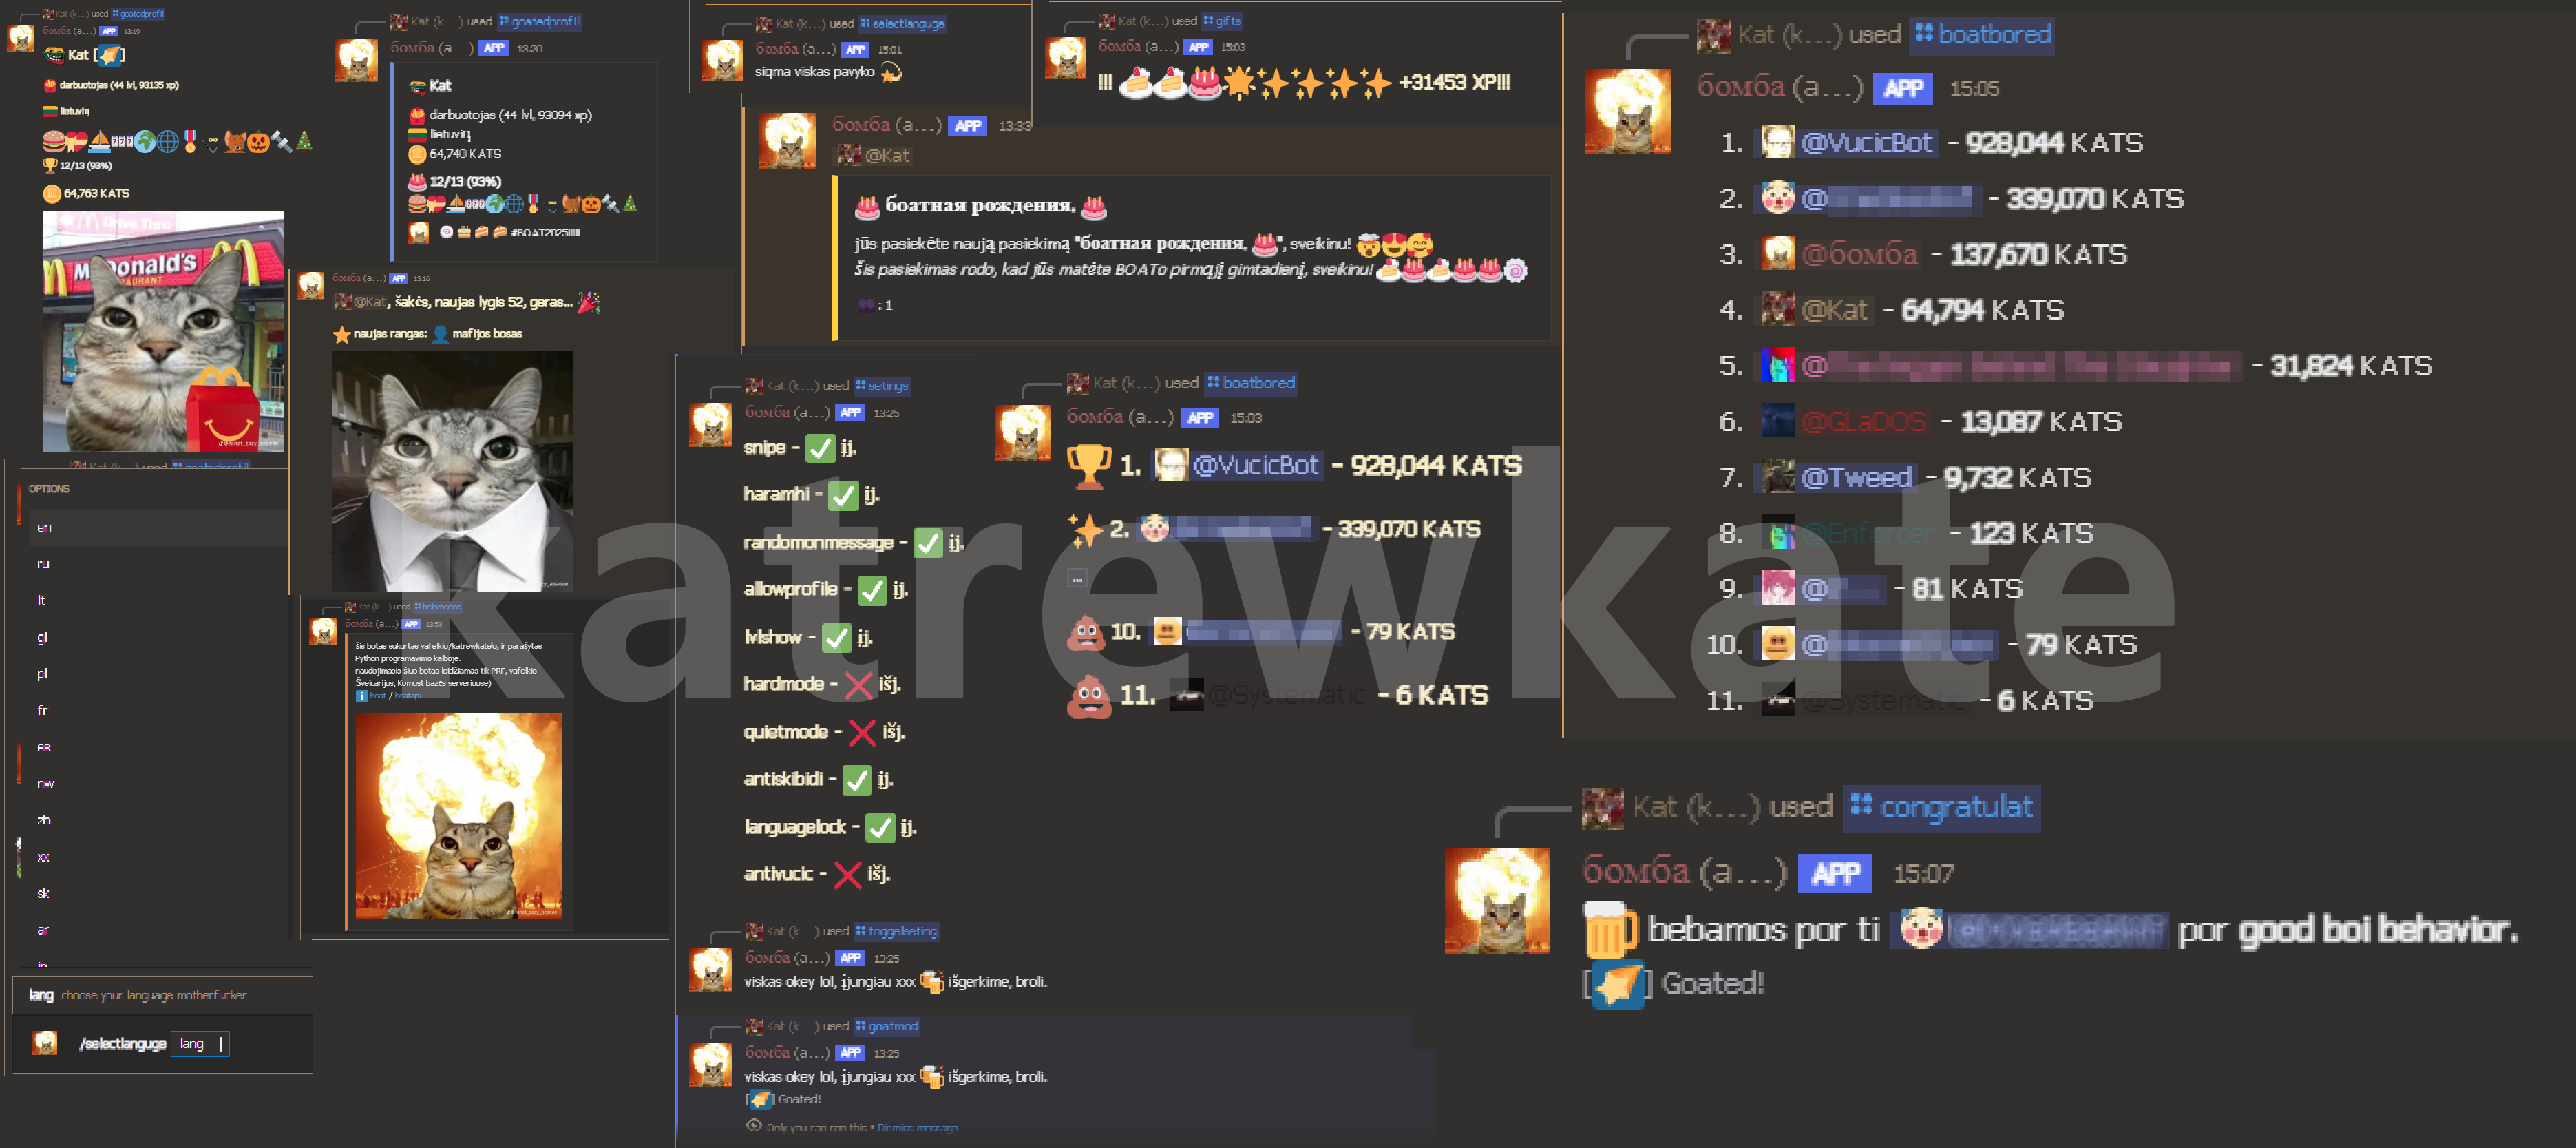 Kat (k...) used goatedprofil
бомба (a...) APP 13:19
Kat []
darbuotojas (44 lvl, 93135 xp)
lietuvių
12/13 (93%)
64,763 KATS
Drive Thru
McDonald's
RESTAURANT
Kat (k...) used goatedprofil
OPTIONS
en
ru
lt
gl
pl
fr
es
nw
zh
xx
sk
ar
lang choose your language motherfucker
/selectlanguge lang
Kat (k...) used goatedprofil
бомба (a...) APP 13:20
Kat
darbuotojas (44 lvl, 93094 xp)
lietuvių
64,740 KATS
12/13 (93%)
#BOAT2025!!!!!!
бомба (a...) APP 13:16
@Kat, šakės, naujas lygis 52, geras...
naujas rangas: mafijos bosas
Kat (k...) used helpmeeee
бомба (a...) APP 13:53
šis botas sukurtas vafelkio/katrewkate'o, ir parašytas
Python programavimo kalboje.
naudojimasis šiuo botas leidžiamas tik PRF, vafelkio
Šveicarijos, Komust bazės serveriuose)
boat / boatapi
Kat (k...) used selectlanguge
бомба (a...) APP 15:01
sigma viskas pavyko
Kat (k...) used gifts
бомба (a...) APP 15:03
!!! +31453 XP!!!
бомба (a...) APP 13:33
@Kat
боатная рождения.
jūs pasiekėte naują pasiekimą "боатная рождения. ", sveikinu!
Šis pasiekimas rodo, kad jūs matėte BOATo pirmąjį gimtadienį, sveikinu!
: 1
Kat (k...) used setings
бомба (a...) APP 13:25
snipe - įj.
haramhi - įj.
randomonmessage - įj.
allowprofile - įj.
lvlshow - įj.
hardmode - išj.
quietmode - išj.
antiskibidi - įj.
languagelock - įj.
antivucic - išj.
Kat (k...) used toggelseting
бомба (a...) APP 13:25
viskas okey lol, įjungiau xxx išgerkime, broli.
Kat (k...) used goatmod
бомба (a...) APP 13:25
viskas okey lol, įjungiau xxx išgerkime, broli.
[] Goated!
Only you can see this • Dismiss message
Kat (k...) used boatbored
бомба (a...) APP 15:03
1. @VucicBot - 928,044 KATS
2. - 339,070 KATS
...
10. - 79 KATS
11. @Systematic - 6 KATS
Kat (k...) used boatbored
бомба (a...) APP 15:05
1. @VucicBot - 928,044 KATS
2. @ - 339,070 KATS
3. @бомба - 137,670 KATS
4. @Kat - 64,794 KATS
5. @ - 31,824 KATS
6. @GLaDOS - 13,087 KATS
7. @Tweed - 9,732 KATS
8. @Enforcer - 123 KATS
9. @ - 81 KATS
10. @ - 79 KATS
11. @Systematic - 6 KATS
Kat (k...) used congratulat
бомба (a...) APP 15:07
bebamos por ti por good boi behavior.
[] Goated!
katrewkate